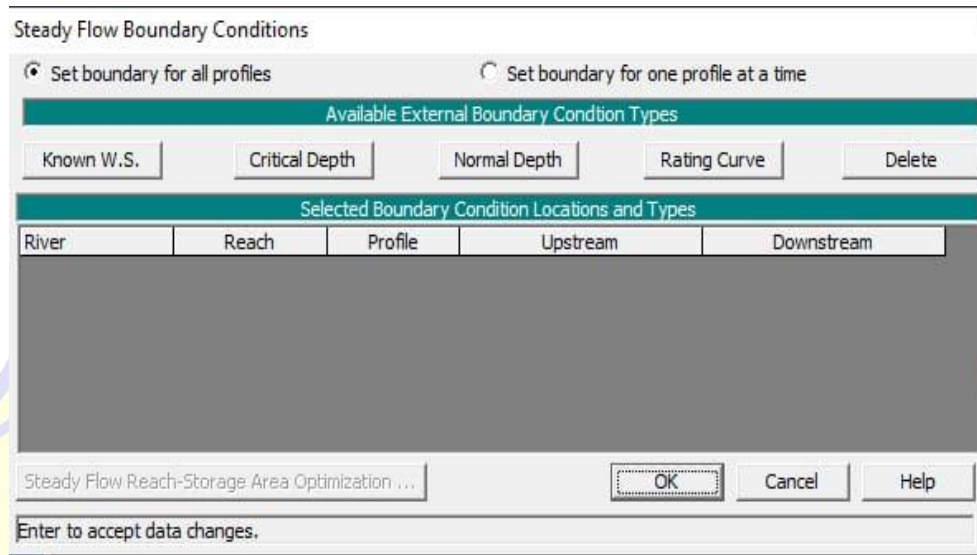 Steady Flow Boundary Conditions
Set boundary for all profiles Set boundary for one profile at a time
Available External Boundary Condtion Types
Known W.S. Critical Depth Normal Depth Rating Curve Delete
Selected Boundary Condition Locations and Types
River Reach Profile Upstream Downstream
Steady Flow Reach-Storage Area Optimization ... OK Cancel Help
Enter to accept data changes.